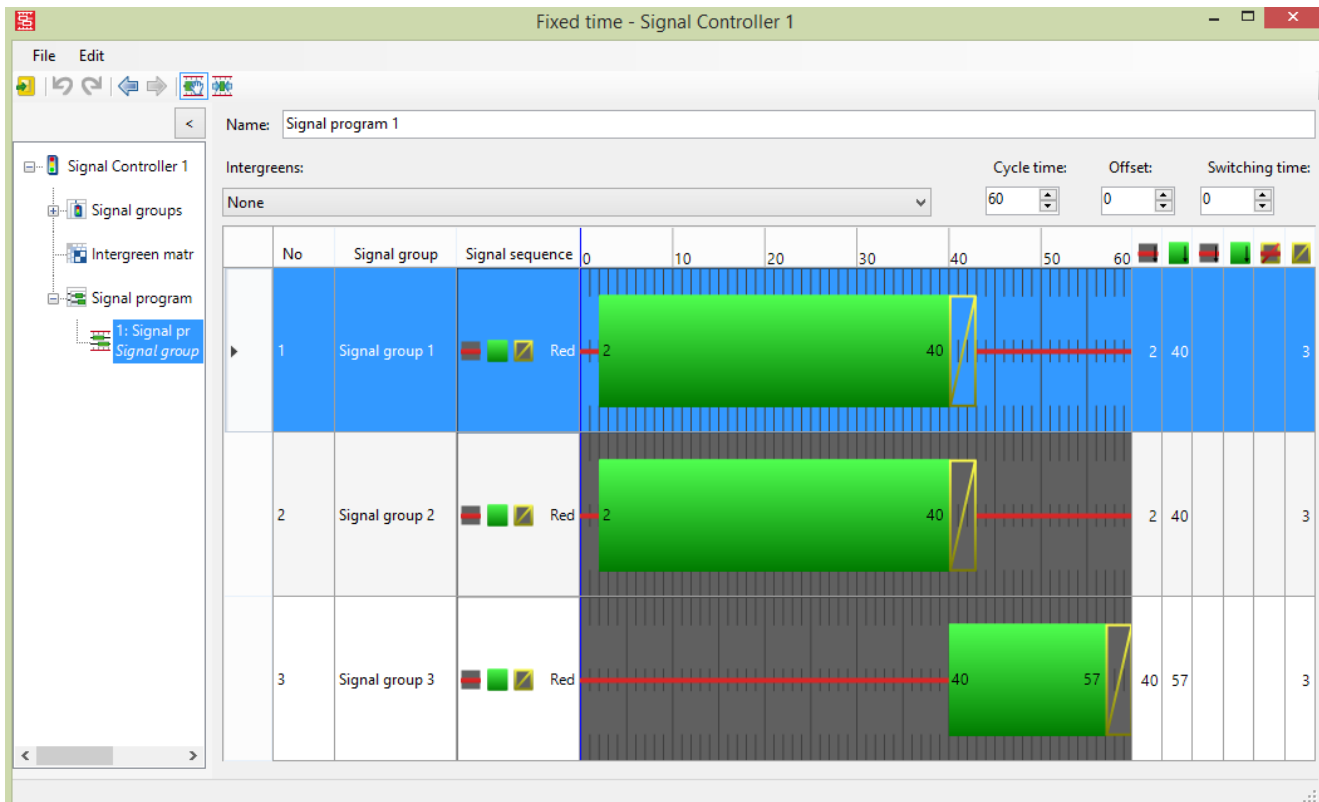 Fixed time - Signal Controller 1
File Edit
<
Name: Signal program 1
Signal Controller 1
Intergreens: Cycle time: Offset: Switching time:
None 60 0 0
Signal groups
Intergreen matr
Signal program
1: Signal pr
Signal group
No Signal group Signal sequence 0 10 20 30 40 50 60
1 Signal group 1 Red 2 40 2 40 3
2 Signal group 2 Red 2 40 2 40 3
3 Signal group 3 Red 40 57 40 57 3